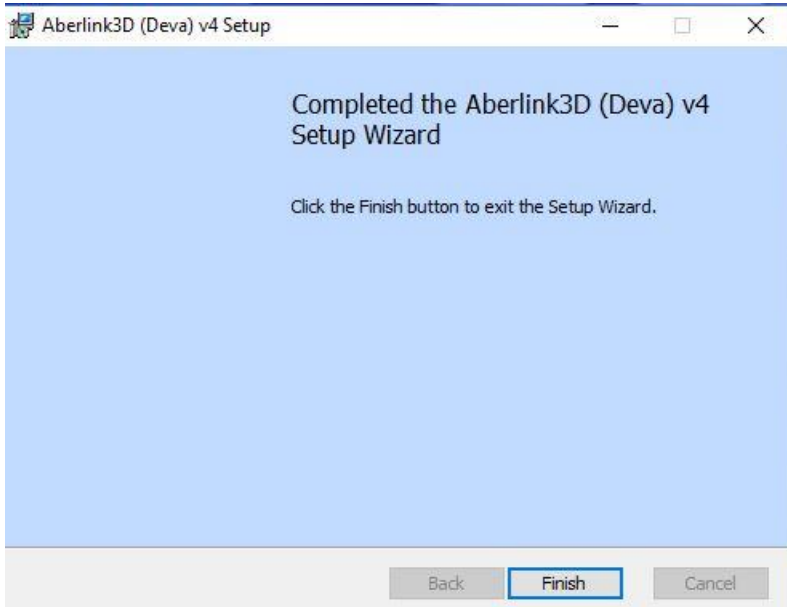 Aberlink3D (Deva) v4 Setup
Completed the Aberlink3D (Deva) v4
Setup Wizard
Click the Finish button to exit the Setup Wizard.
Back Finish Cancel